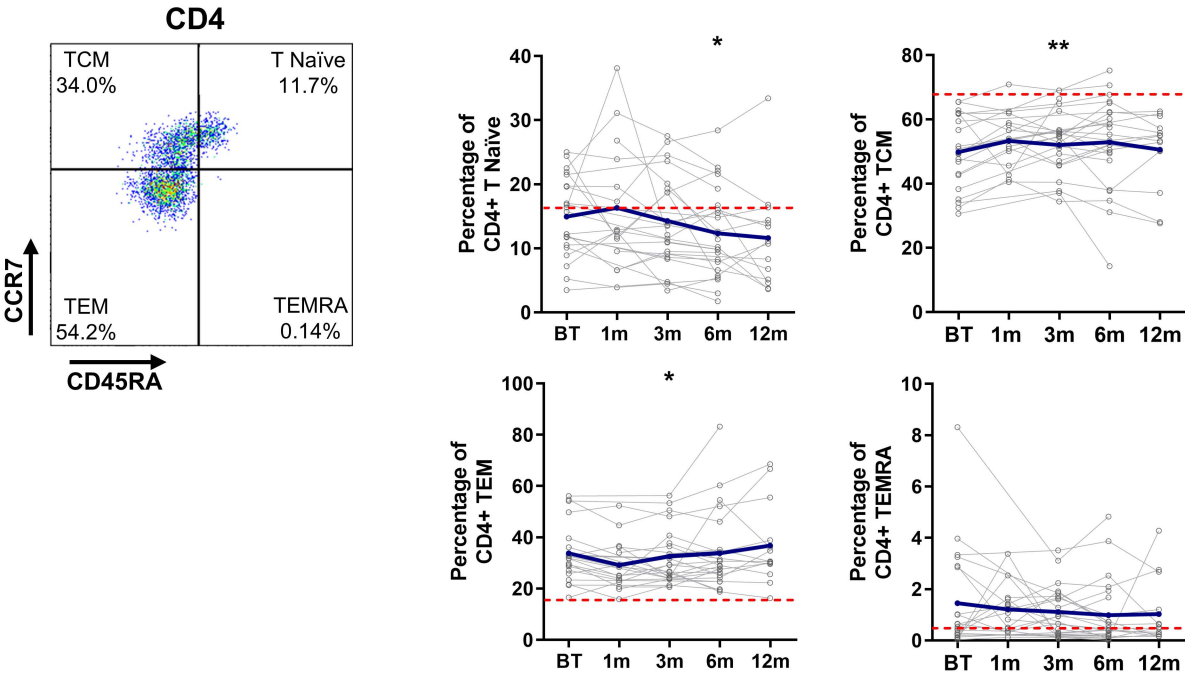 CD4
TCM
34.0%
T Naïve
11.7%
TEM
54.2%
TEMRA
0.14%
CCR7
CD45RA
*
Percentage of
CD4+ T Naïve
40
30
20
10
0
BT 1m 3m 6m 12m
**
Percentage of
CD4+ TCM
80
60
40
20
0
BT 1m 3m 6m 12m
*
Percentage of
CD4+ TEM
100
80
60
40
20
0
BT 1m 3m 6m 12m
Percentage of
CD4+ TEMRA
10
8
6
4
2
0
BT 1m 3m 6m 12m